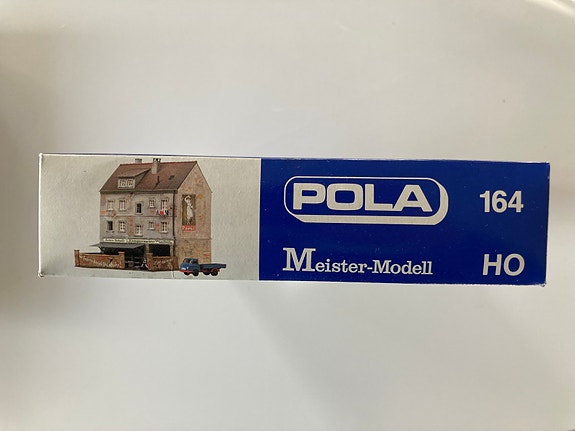 POLA
164
Meister-Modell
HO